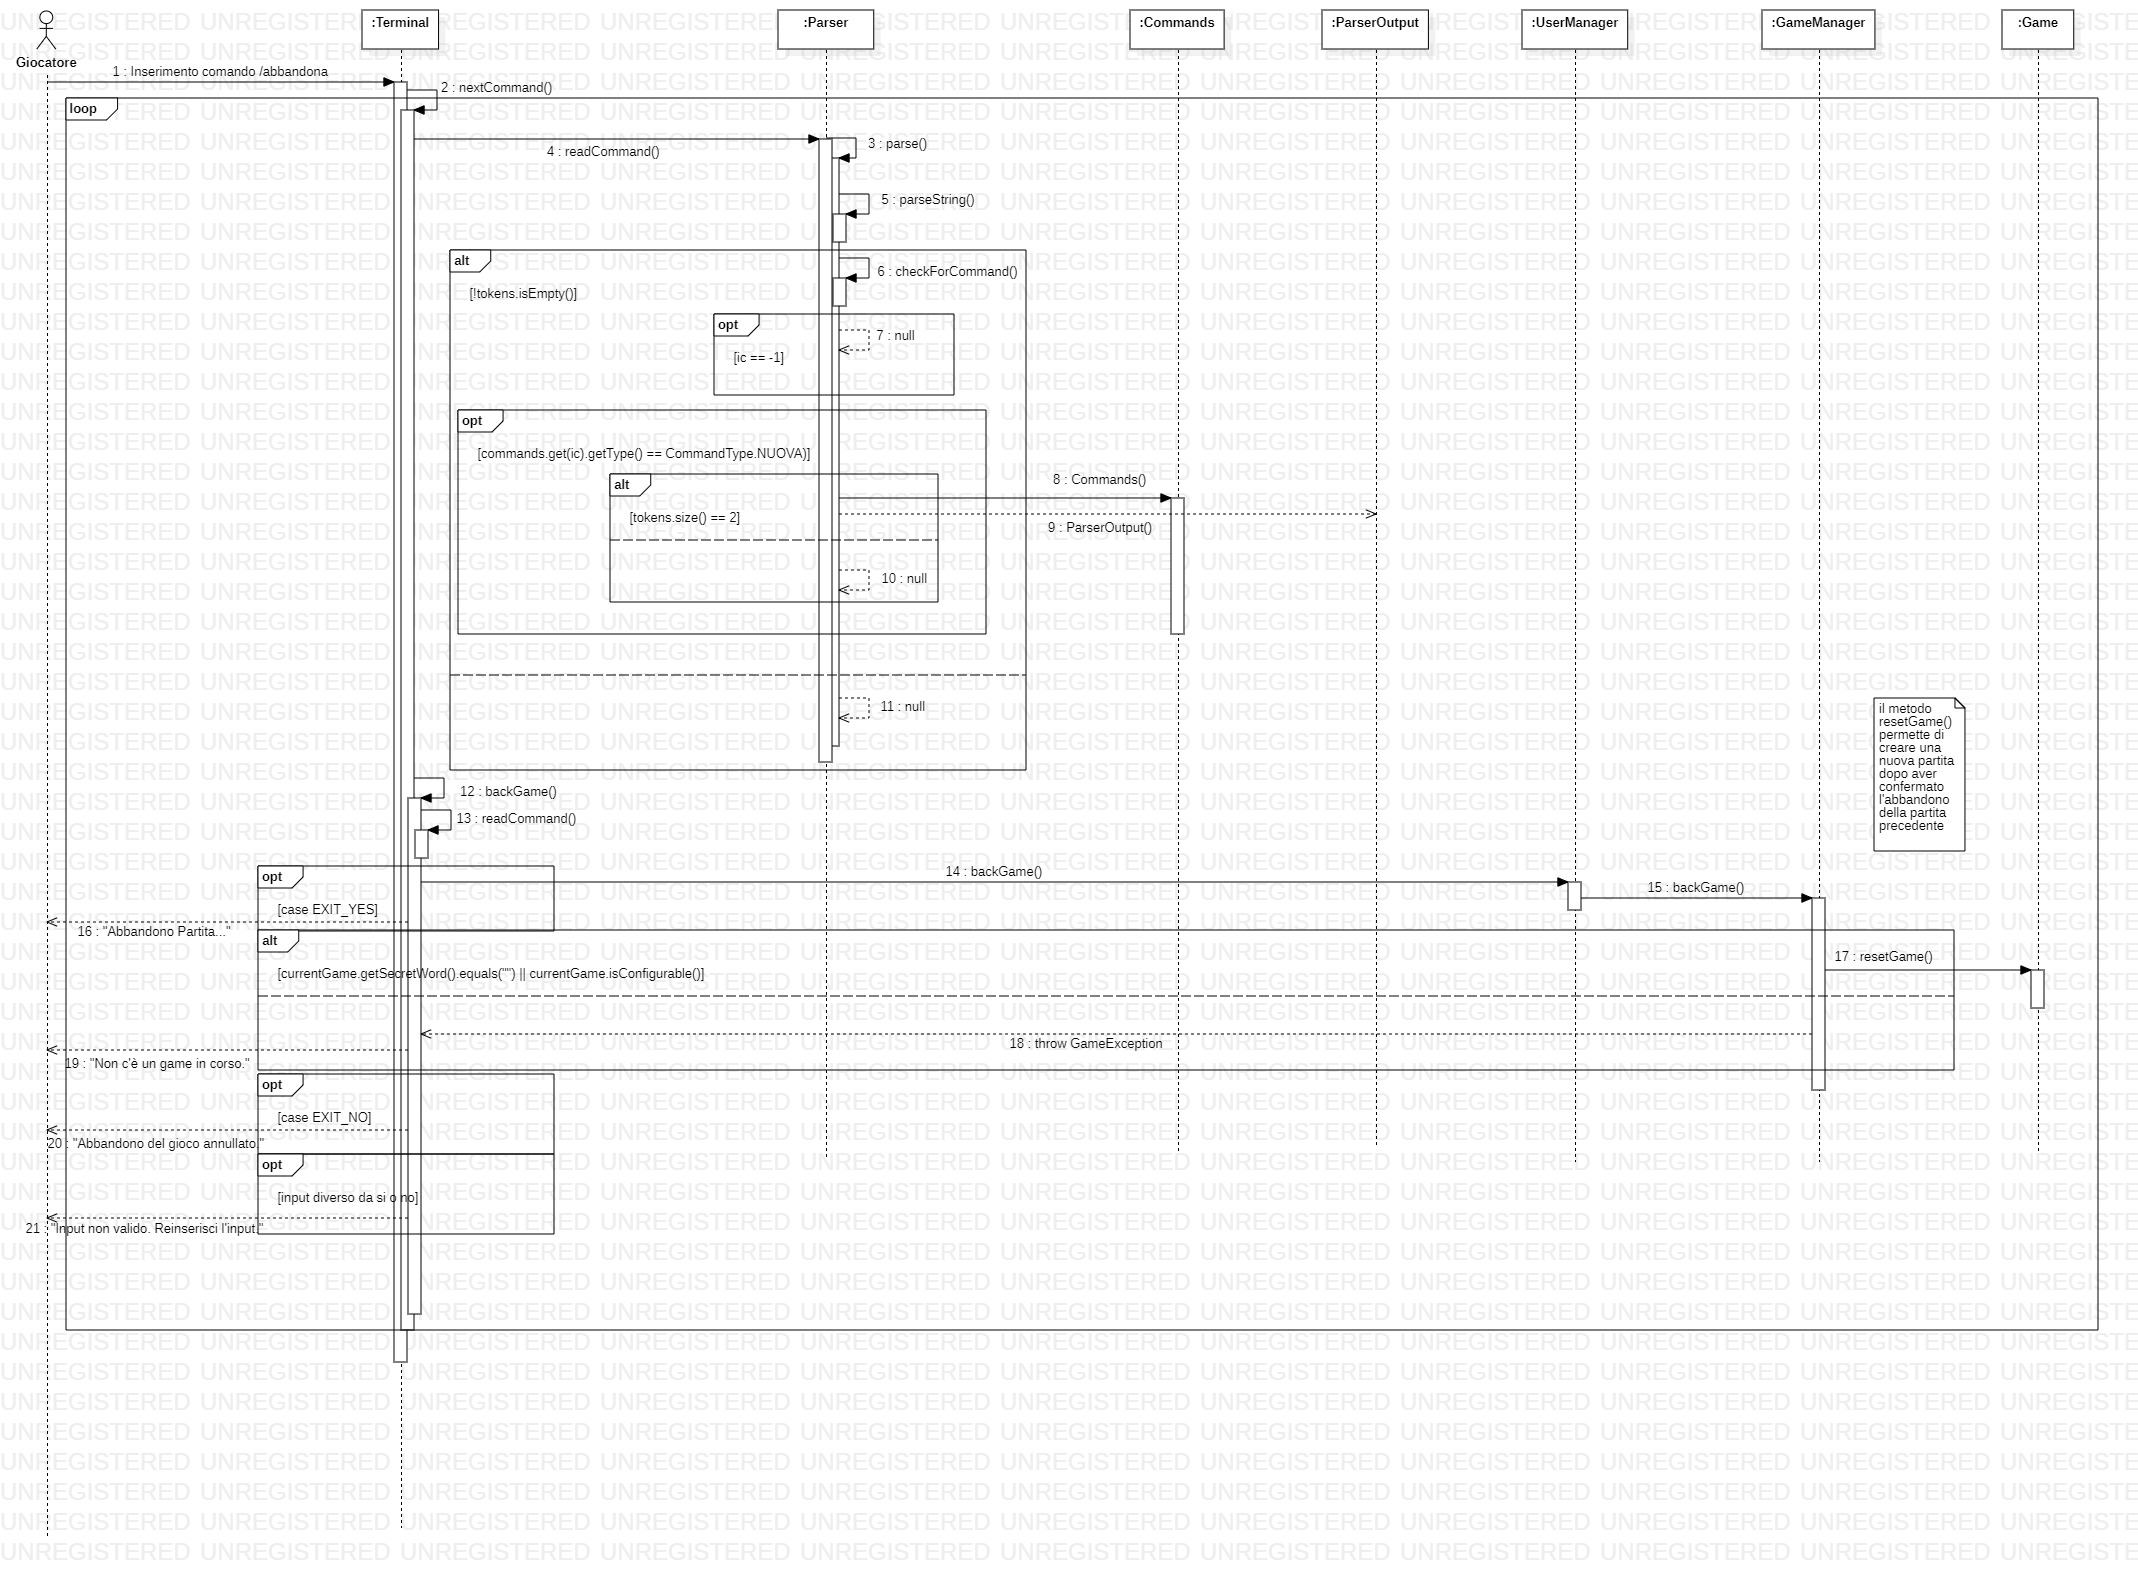 Giocatore
:Terminal
:Parser
:Commands
:ParserOutput
:UserManager
:GameManager
:Game
1 : Inserimento comando /abbandona
2 : nextCommand()
loop
3 : parse()
4 : readCommand()
5 : parseString()
alt
6 : checkForCommand()
[!tokens.isEmpty()]
opt
7 : null
[ic == -1]
opt
[commands.get(ic).getType() == CommandType.NUOVA)]
alt
8 : Commands()
[tokens.size() == 2]
9 : ParserOutput()
10 : null
11 : null
il metodo
resetGame()
permette di
creare una
nuova partita
dopo aver
confermato
l'abbandono
della partita
precedente
12 : backGame()
13 : readCommand()
opt
14 : backGame()
15 : backGame()
[case EXIT_YES]
16 : "Abbandono Partita..."
alt
17 : resetGame()
[currentGame.getSecretWord().equals("") || currentGame.isConfigurable()]
18 : throw GameException
19 : "Non c'è un game in corso."
opt
[case EXIT_NO]
20 : "Abbandono del gioco annullato."
opt
[input diverso da si o no]
21 : "Input non valido. Reinserisci l'input."
UNREGISTERED